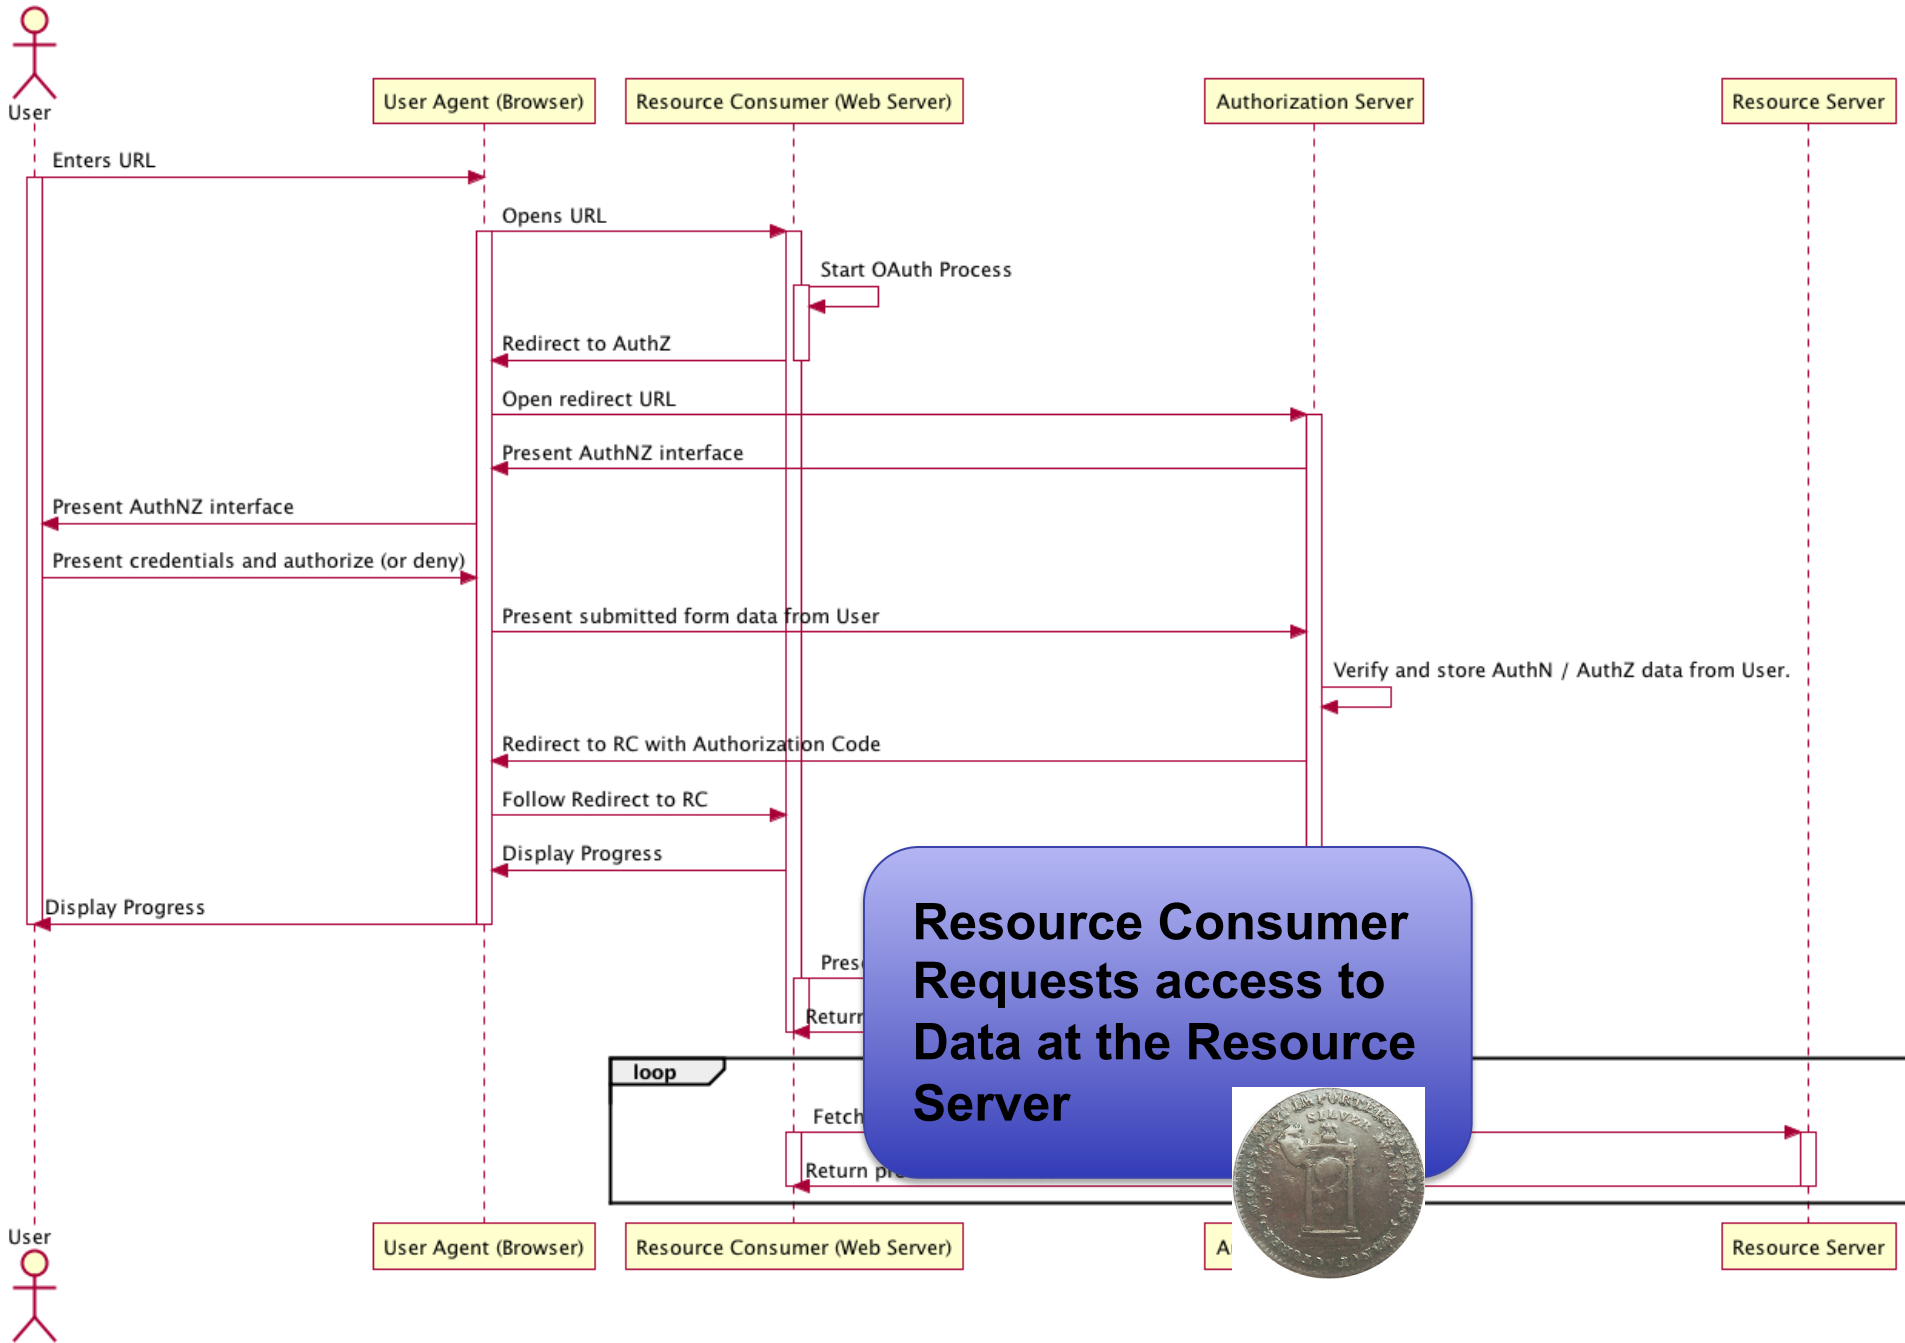 User
User Agent (Browser)
Resource Consumer (Web Server)
Authorization Server
Resource Server
Enters URL
Opens URL
Start OAuth Process
Redirect to AuthZ
Open redirect URL
Present AuthNZ interface
Present AuthNZ interface
Present credentials and authorize (or deny)
Present submitted form data from User
Verify and store AuthN / AuthZ data from User.
Redirect to RC with Authorization Code
Follow Redirect to RC
Display Progress
Display Progress
Resource Consumer
Requests access to
Data at the Resource
Server
loop
Fetch
Return
SILVER
User
User Agent (Browser)
Resource Consumer (Web Server)
Resource Server